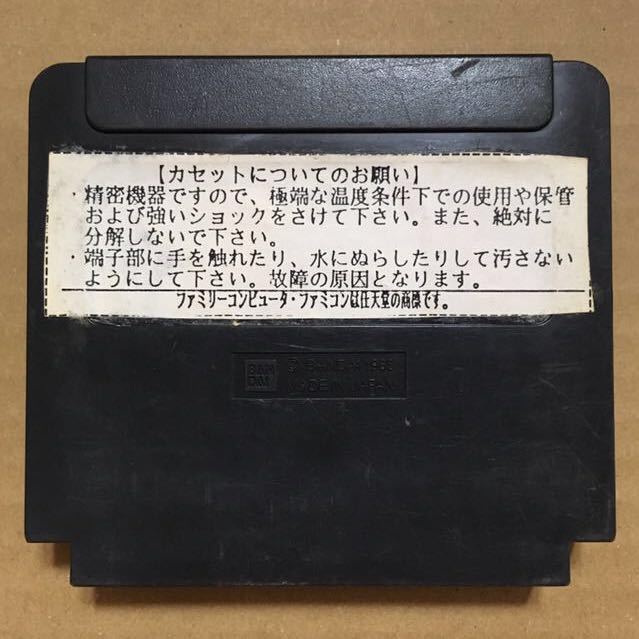 【カセットについてのお願い】
・精密機器ですので、極端な温度条件下での使用や保管
および強いショックをさけて下さい。また、絶対に
分解しないで下さい。
・端子部に手を触れたり、水にぬらしたりして汚さない
ようにして下さい。故障の原因となります。
ファミリーコンピュータ・ファミコンは任天堂の商標です。
BAN
DAI
© BANDAI 1985
MADE IN JAPAN